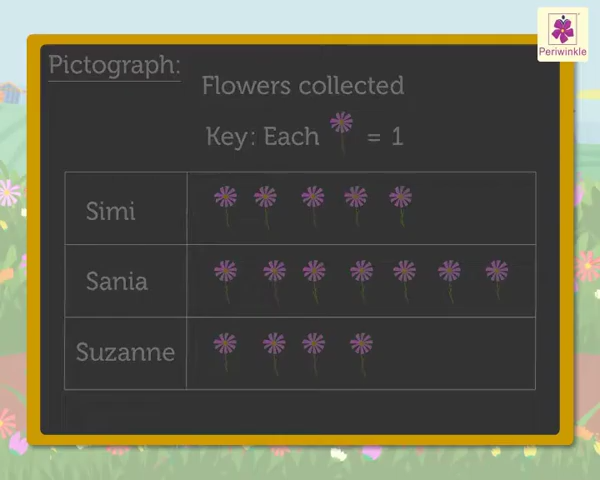 Periwinkle
Pictograph:
Flowers collected
Key: Each = 1
Simi
Sania
Suzanne